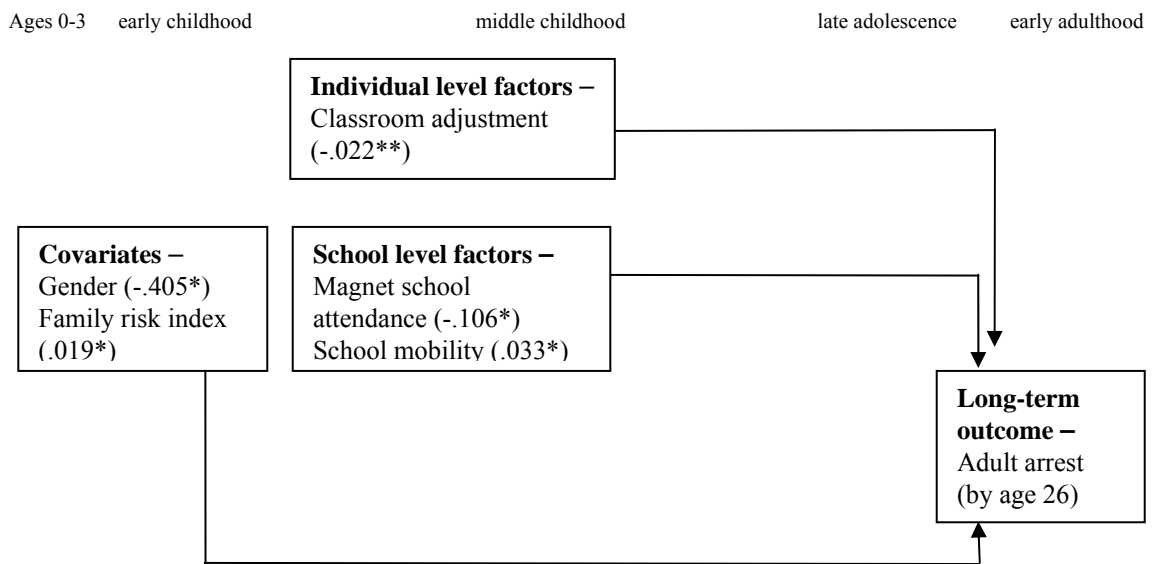 Ages 0-3 early childhood middle childhood late adolescence early adulthood
Individual level factors –
Classroom adjustment
(-.022**)
Covariates –
Gender (-.405*)
Family risk index
(.019*)
School level factors –
Magnet school
attendance (-.106*)
School mobility (.033*)
Long-term
outcome –
Adult arrest
(by age 26)